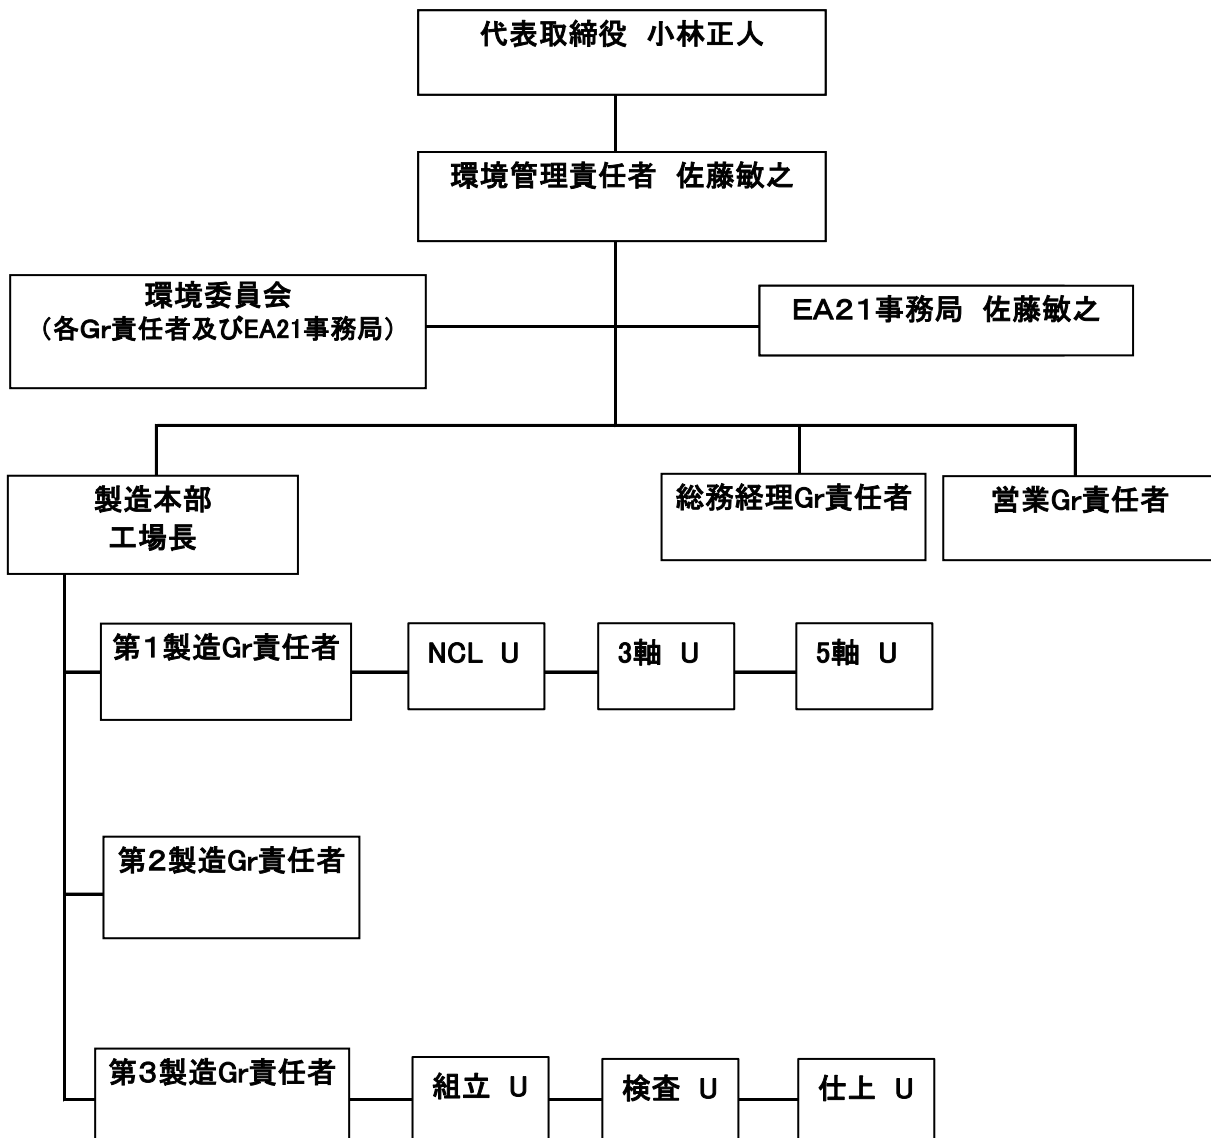 代表取締役 小林正人
環境管理責任者 佐藤敏之
環境委員会
(各Gr責任者及びEA21事務局)
EA21事務局 佐藤敏之
製造本部
工場長
総務経理Gr責任者
営業Gr責任者
第1製造Gr責任者
NCL U
3軸 U
5軸 U
第2製造Gr責任者
第3製造Gr責任者
組立 U
検査 U
仕上 U